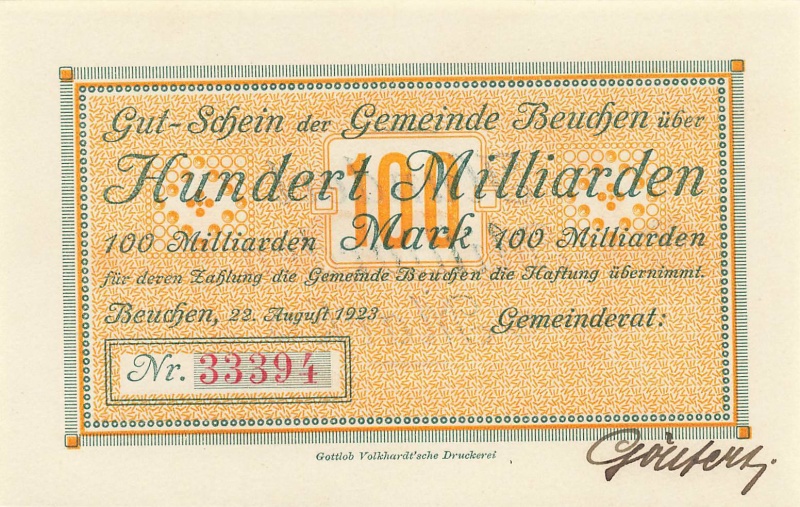 Gut-Schein der Gemeinde Beuchen über
100
Hundert Milliarden
100 Milliarden Mark 100 Milliarden
für deren Zahlung die Gemeinde Beuchen die Haftung übernimmt.
Beuchen, 22. August 1923
Gemeinderat:
Nr. 33394
Gottlob Volkhardt'sche Druckerei